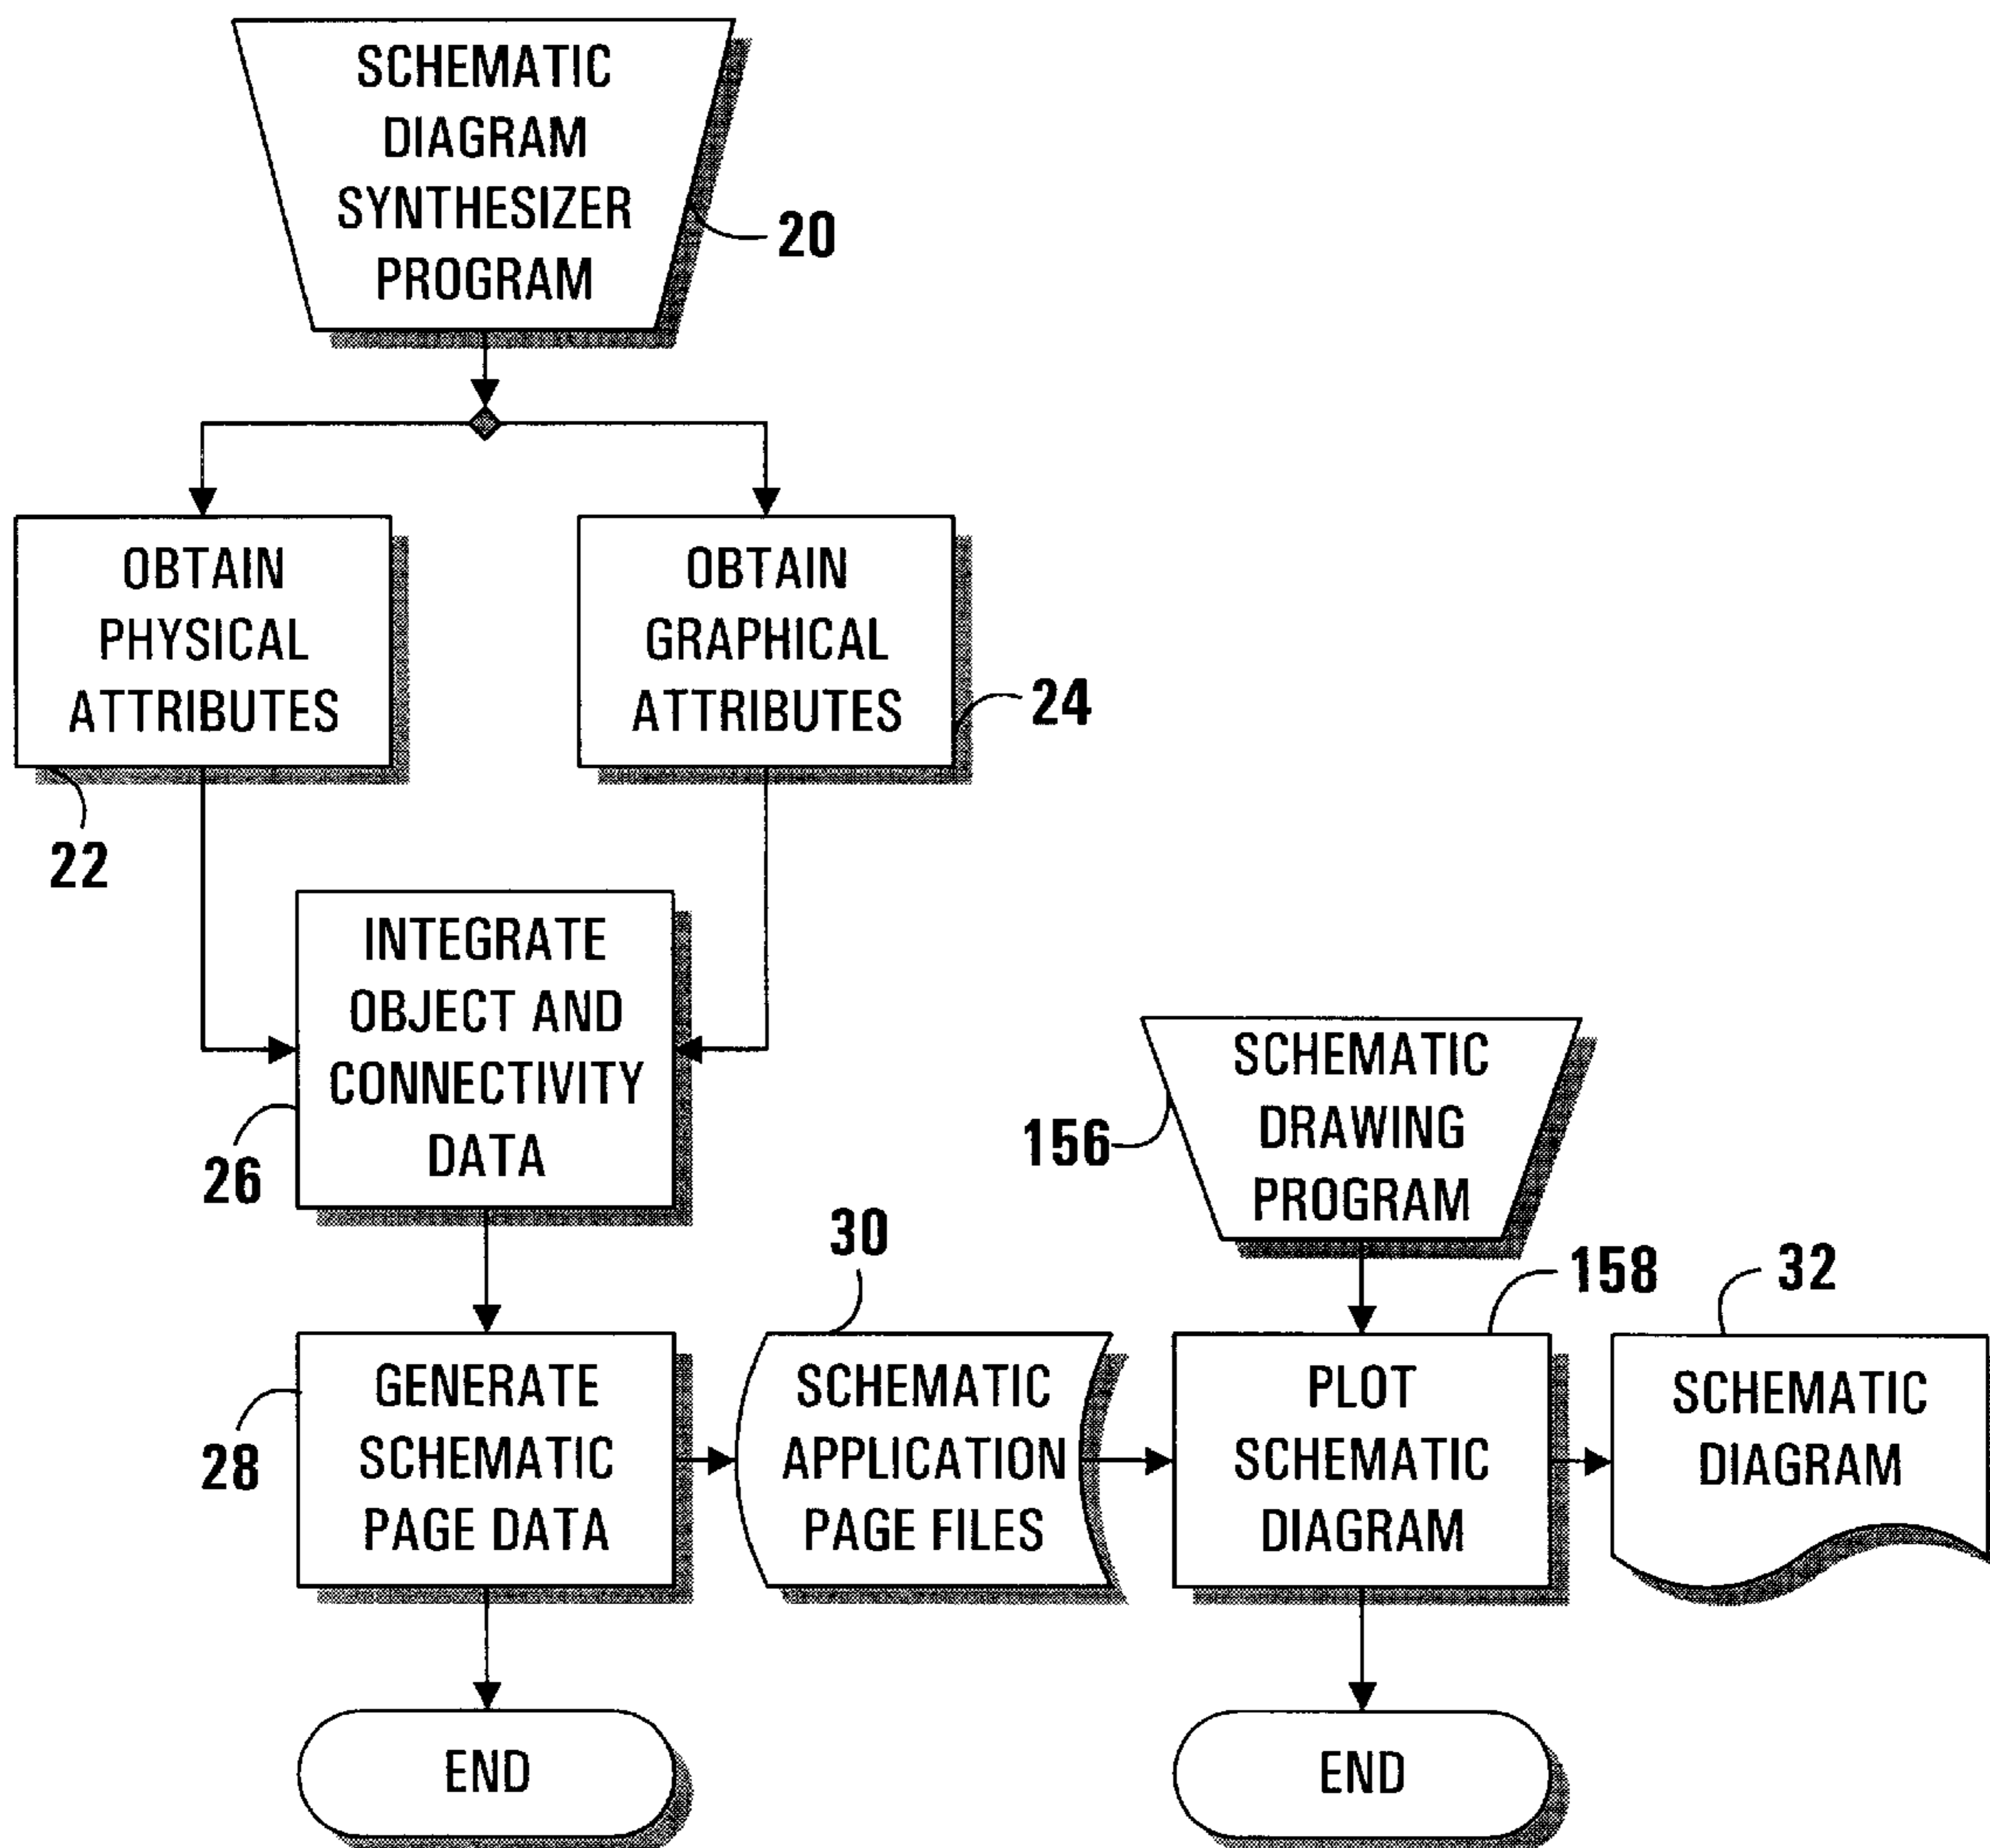 SCHEMATIC
DIAGRAM
SYNTHESIZER
PROGRAM
20
OBTAIN
PHYSICAL
ATTRIBUTES
22
OBTAIN
GRAPHICAL
ATTRIBUTES
24
INTEGRATE
OBJECT AND
CONNECTIVITY
DATA
26
SCHEMATIC
DRAWING
PROGRAM
156
GENERATE
SCHEMATIC
PAGE DATA
28
30
SCHEMATIC
APPLICATION
PAGE FILES
158
PLOT
SCHEMATIC
DIAGRAM
32
SCHEMATIC
DIAGRAM
END
END